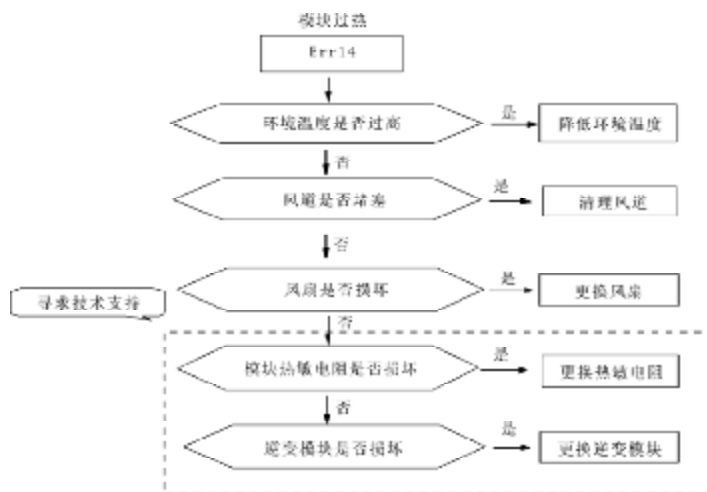 模块过热
Err14
环境温度是否过高
是
降低环境温度
否
风道是否堵塞
是
清理风道
否
风扇是否损坏
是
更换风扇
寻求技术支持
否
模块热敏电阻是否损坏
是
更换热敏电阻
否
逆变模块是否损坏
是
更换逆变模块